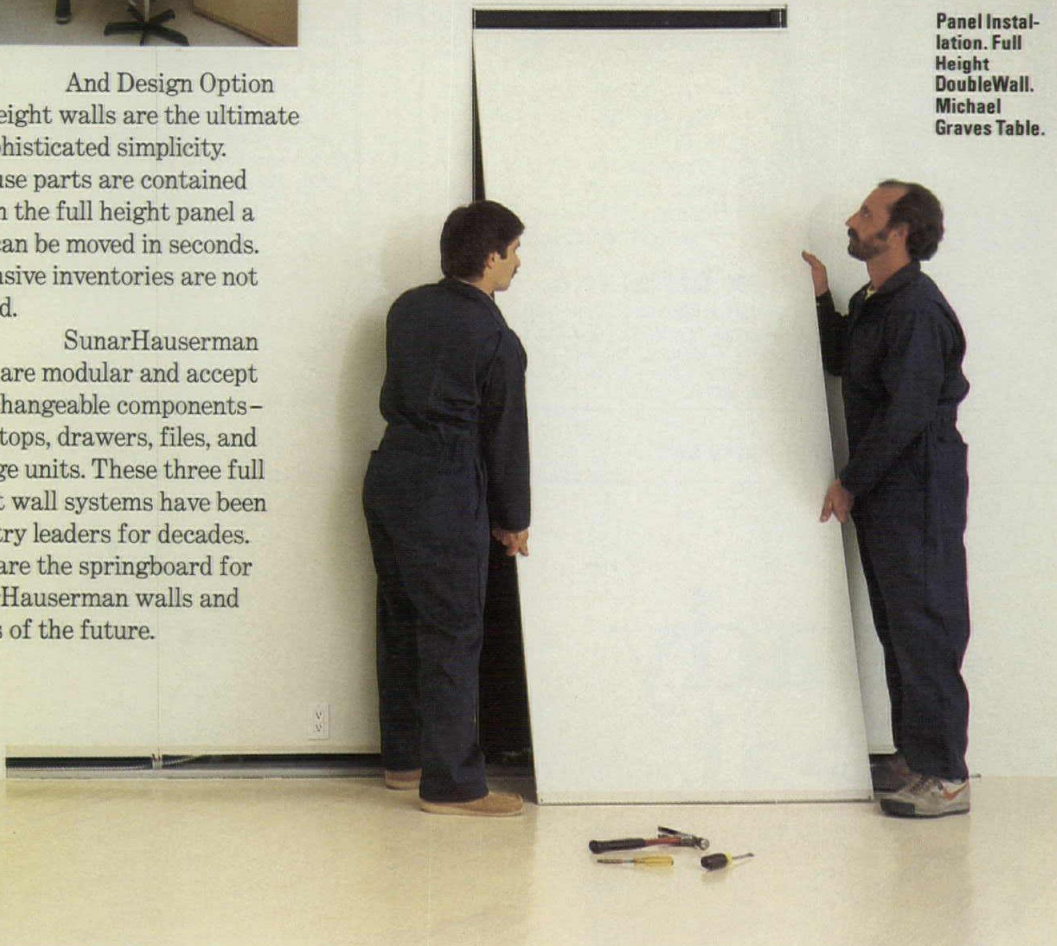 And Design Option
eight walls are the ultimate
histicated simplicity.
use parts are contained
n the full height panel a
can be moved in seconds.
nsive inventories are not
d.
SunarHauserman
are modular and accept
changeable components–
tops, drawers, files, and
ge units. These three full
t wall systems have been
try leaders for decades.
are the springboard for
Hauserman walls and
s of the future.
Panel Instal-
lation. Full
Height
DoubleWall.
Michael
Graves Table.